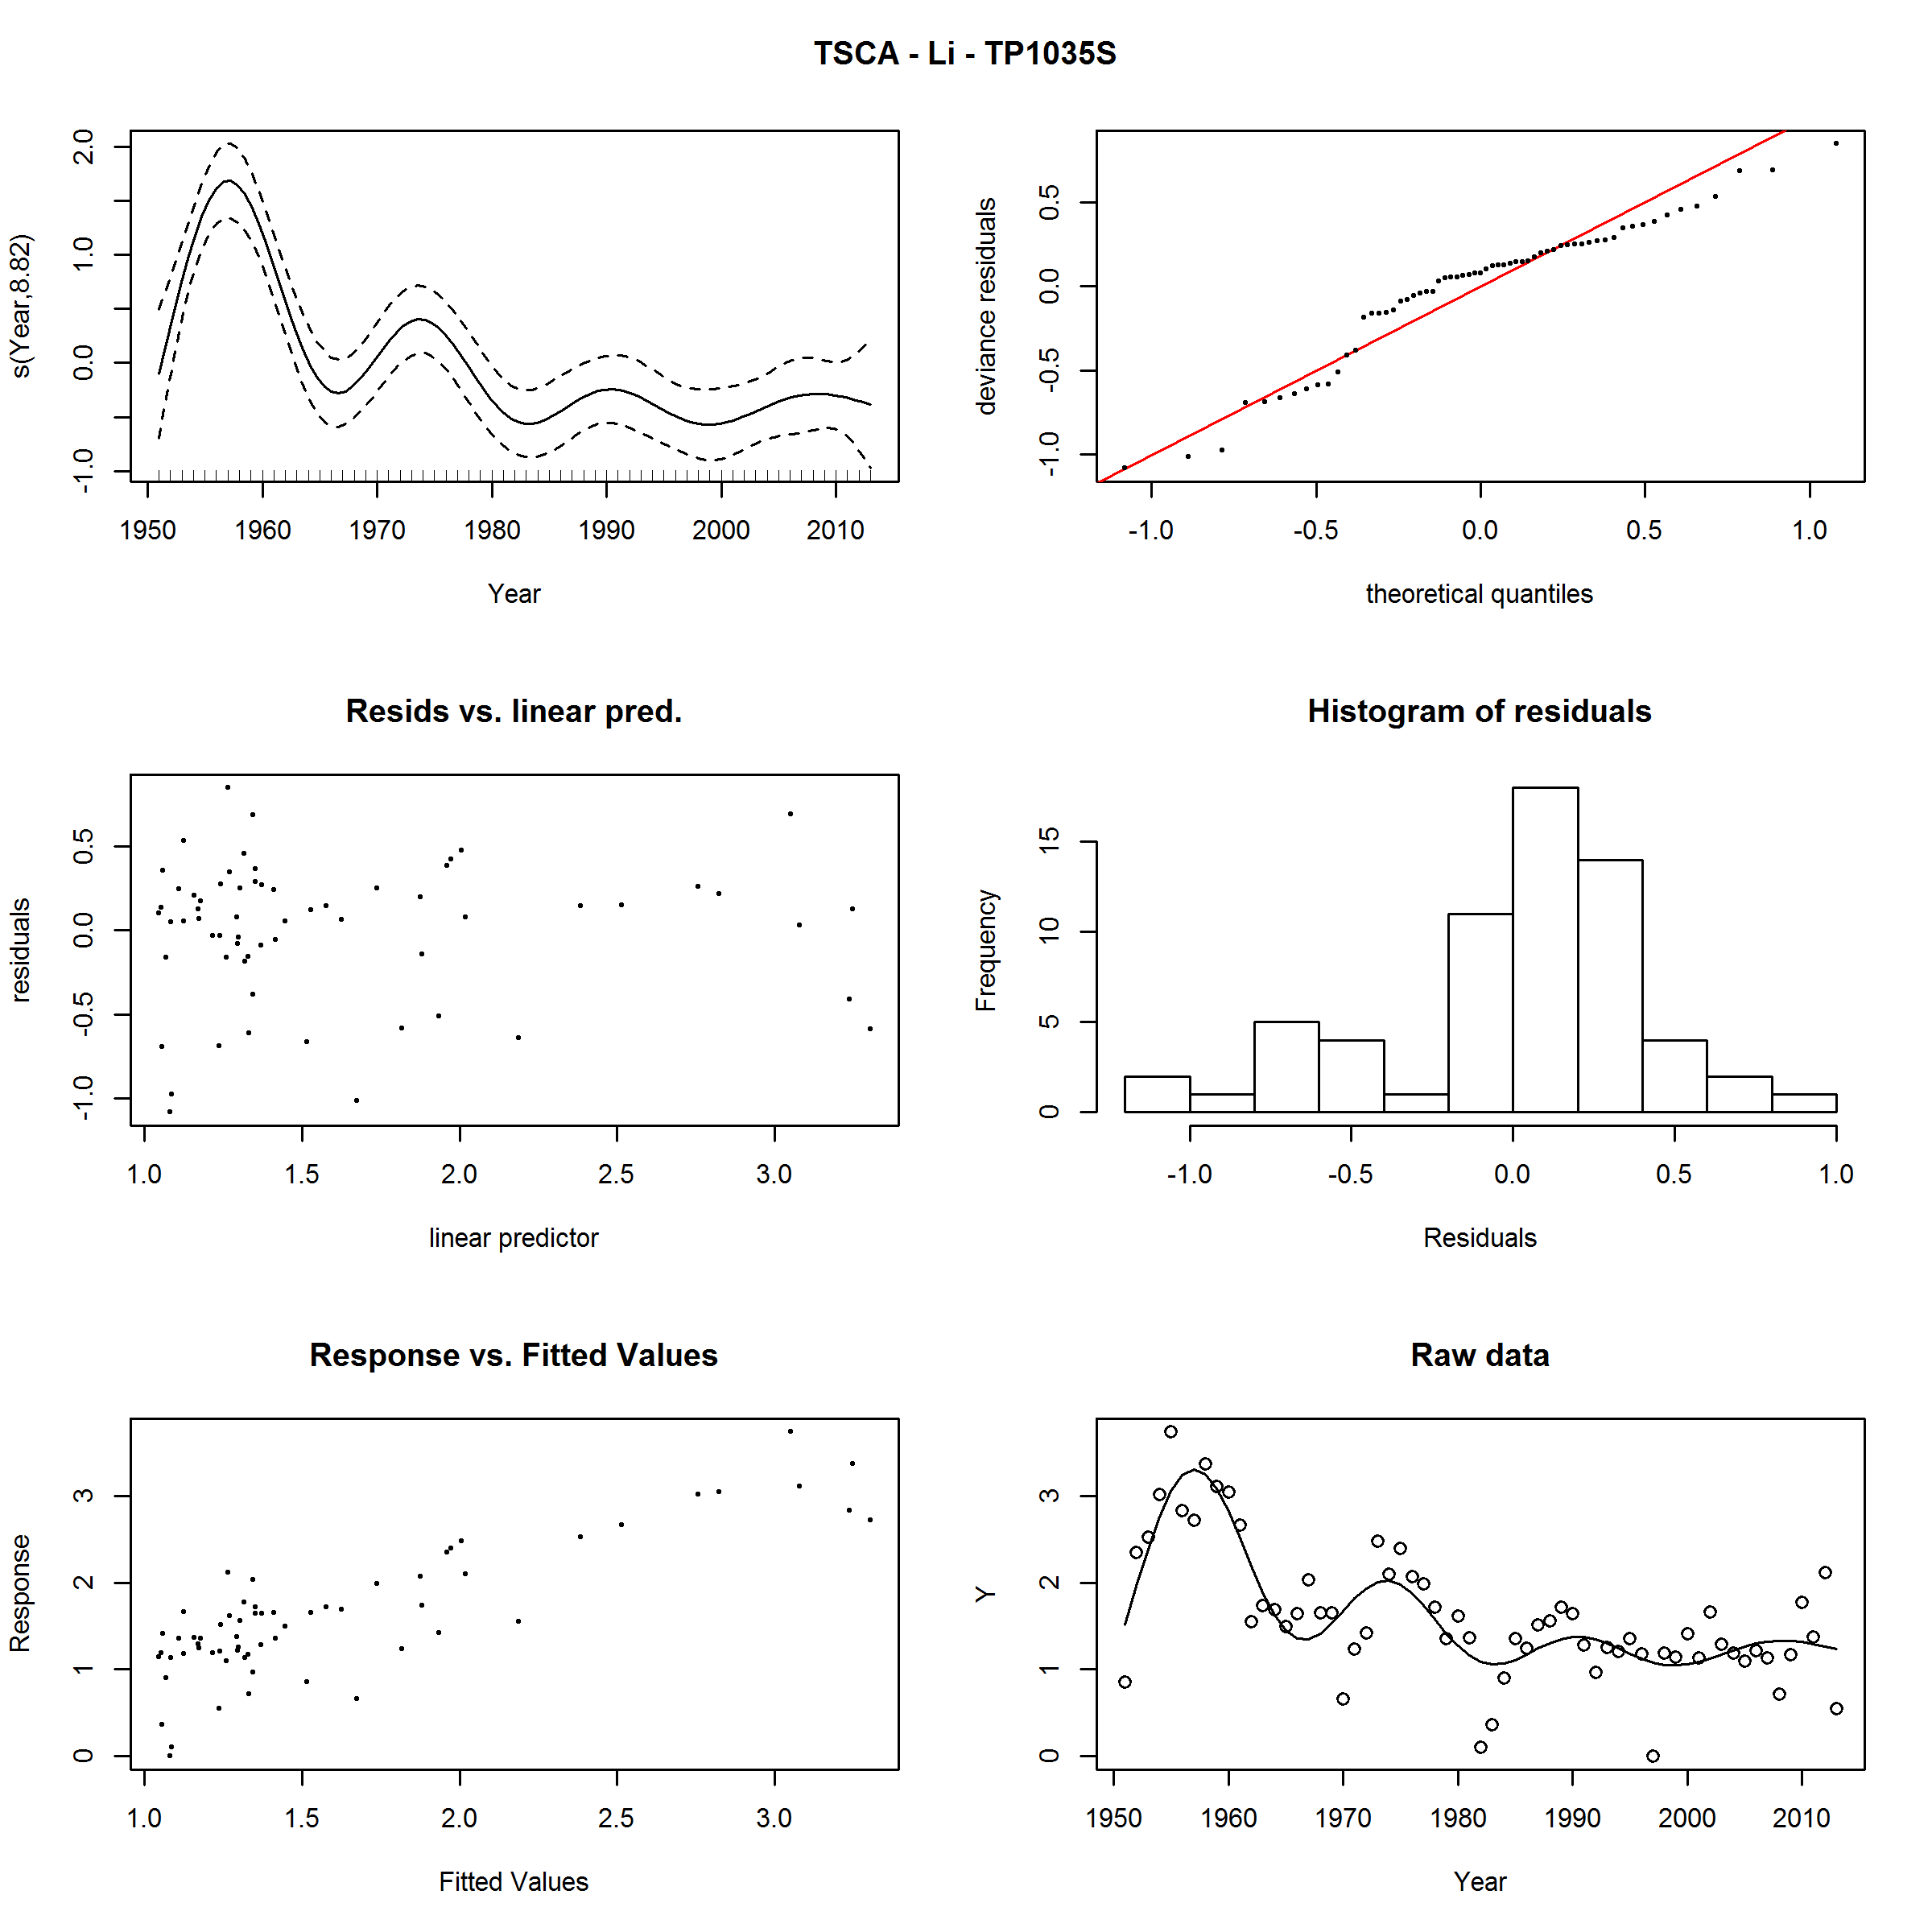 TSCA - Li - TP1035S
s(Year,8.82)
2.0
1.0
0.0
-1.0
1950 1960 1970 1980 1990 2000 2010
Year
deviance residuals
0.5
0.0
-0.5
-1.0
-1.0 -0.5 0.0 0.5 1.0
theoretical quantiles
Resids vs. linear pred.
residuals
0.5
0.0
-0.5
-1.0
1.0 1.5 2.0 2.5 3.0
linear predictor
Histogram of residuals
Frequency
15
10
5
0
-1.0 -0.5 0.0 0.5 1.0
Residuals
Response vs. Fitted Values
Response
3
2
1
0
1.0 1.5 2.0 2.5 3.0
Fitted Values
Raw data
Y
3
2
1
0
1950 1960 1970 1980 1990 2000 2010
Year